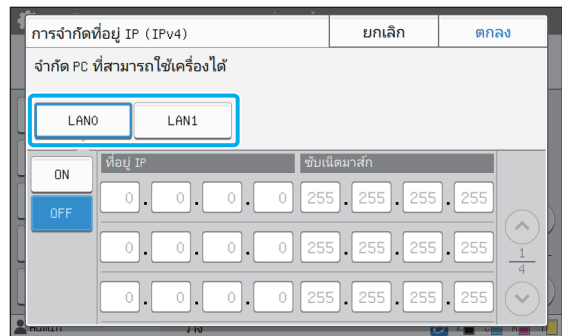 การจำกัดที่อยู่ IP (IPv4) ยกเลิก ตกลง
จำกัด PC ที่สามารถใช้เครื่องได้
LAN0 LAN1
ON ที่อยู่ IP ซับเน็ตมาส์ก
OFF
0 . 0 . 0 . 0 255 . 255 . 255 . 255
0 . 0 . 0 . 0 255 . 255 . 255 . 255
1
4
0 . 0 . 0 . 0 255 . 255 . 255 . 255
Admin